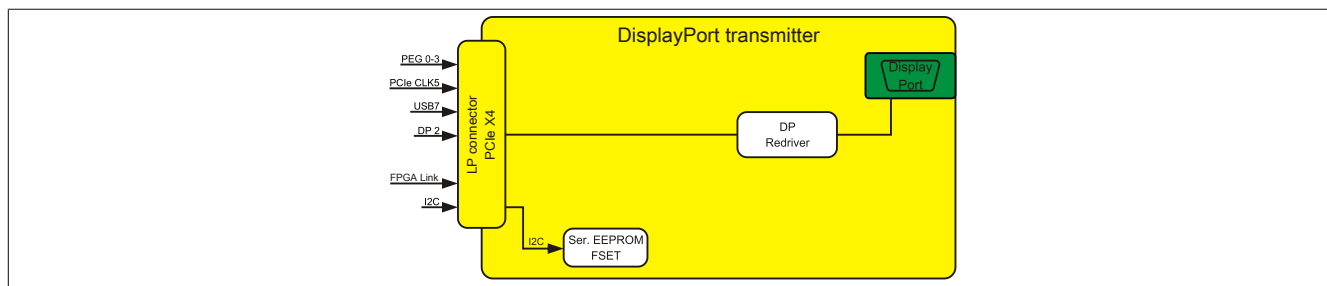 DisplayPort transmitter
PEG 0-3
PCIe CLK5
USB7
DP 2
FPGA Link
I2C
LP connector
PCIe X4
Display
Port
DP
Redriver
I2C
Ser. EEPROM
FSET